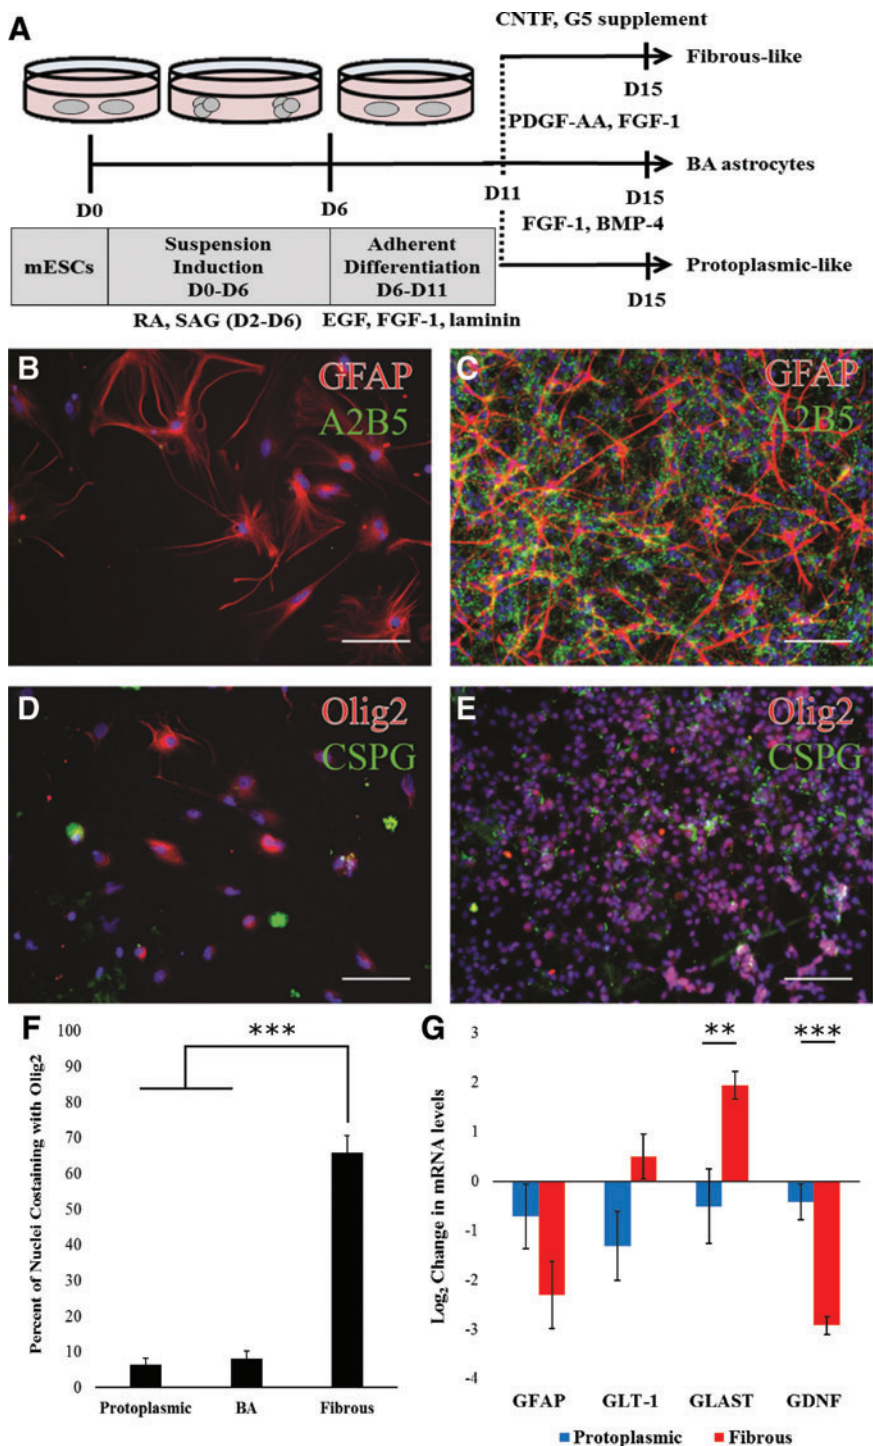 A
CNTF, G5 supplement
Fibrous-like
D15
PDGF-AA, FGF-1
BA astrocytes
D0
D6
D11
D15
FGF-1, BMP-4
Protoplasmic-like
D15
mESCs
Suspension
Induction
D0-D6
Adherent
Differentiation
D6-D11
RA, SAG (D2-D6)
EGF, FGF-1, laminin
B
GFAP
A2B5
C
GFAP
A2B5
D
Olig2
CSPG
E
Olig2
CSPG
F
Percent of Nuclei Costaining with Olig2
100
90
80
70
60
50
40
30
20
10
0
***
Protoplasmic
BA
Fibrous
G
Log2 Change in mRNA levels
3
2
1
0
-1
-2
-3
-4
**
***
GFAP
GLT-1
GLAST
GDNF
Protoplasmic
Fibrous